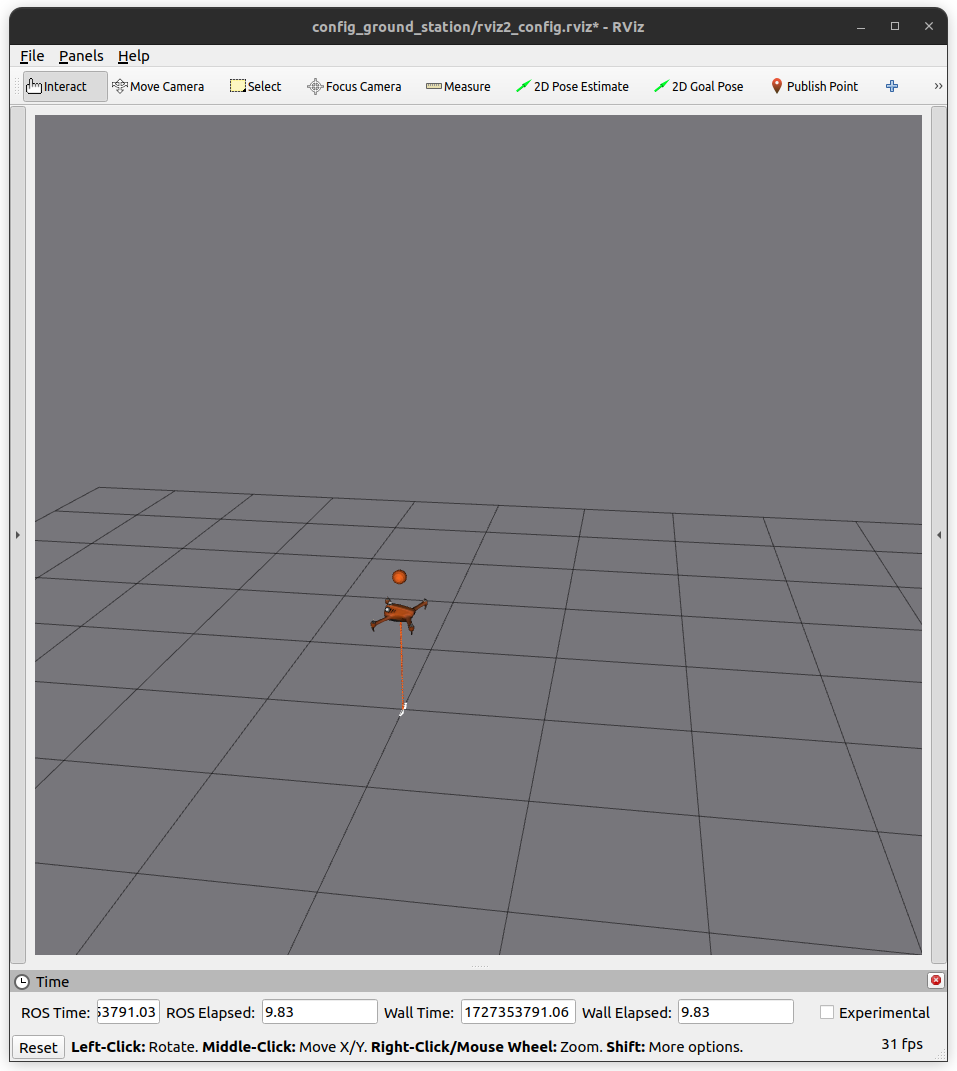 config_ground_station/rviz2_config.rviz* - RViz
File Panels Help
Interact Move Camera Select Focus Camera Measure 2D Pose Estimate 2D Goal Pose Publish Point »
Time
ROS Time: 53791.03 ROS Elapsed: 9.83 Wall Time: 1727353791.06 Wall Elapsed: 9.83 Experimental
Reset Left-Click: Rotate. Middle-Click: Move X/Y. Right-Click/Mouse Wheel: Zoom. Shift: More options. 31 fps